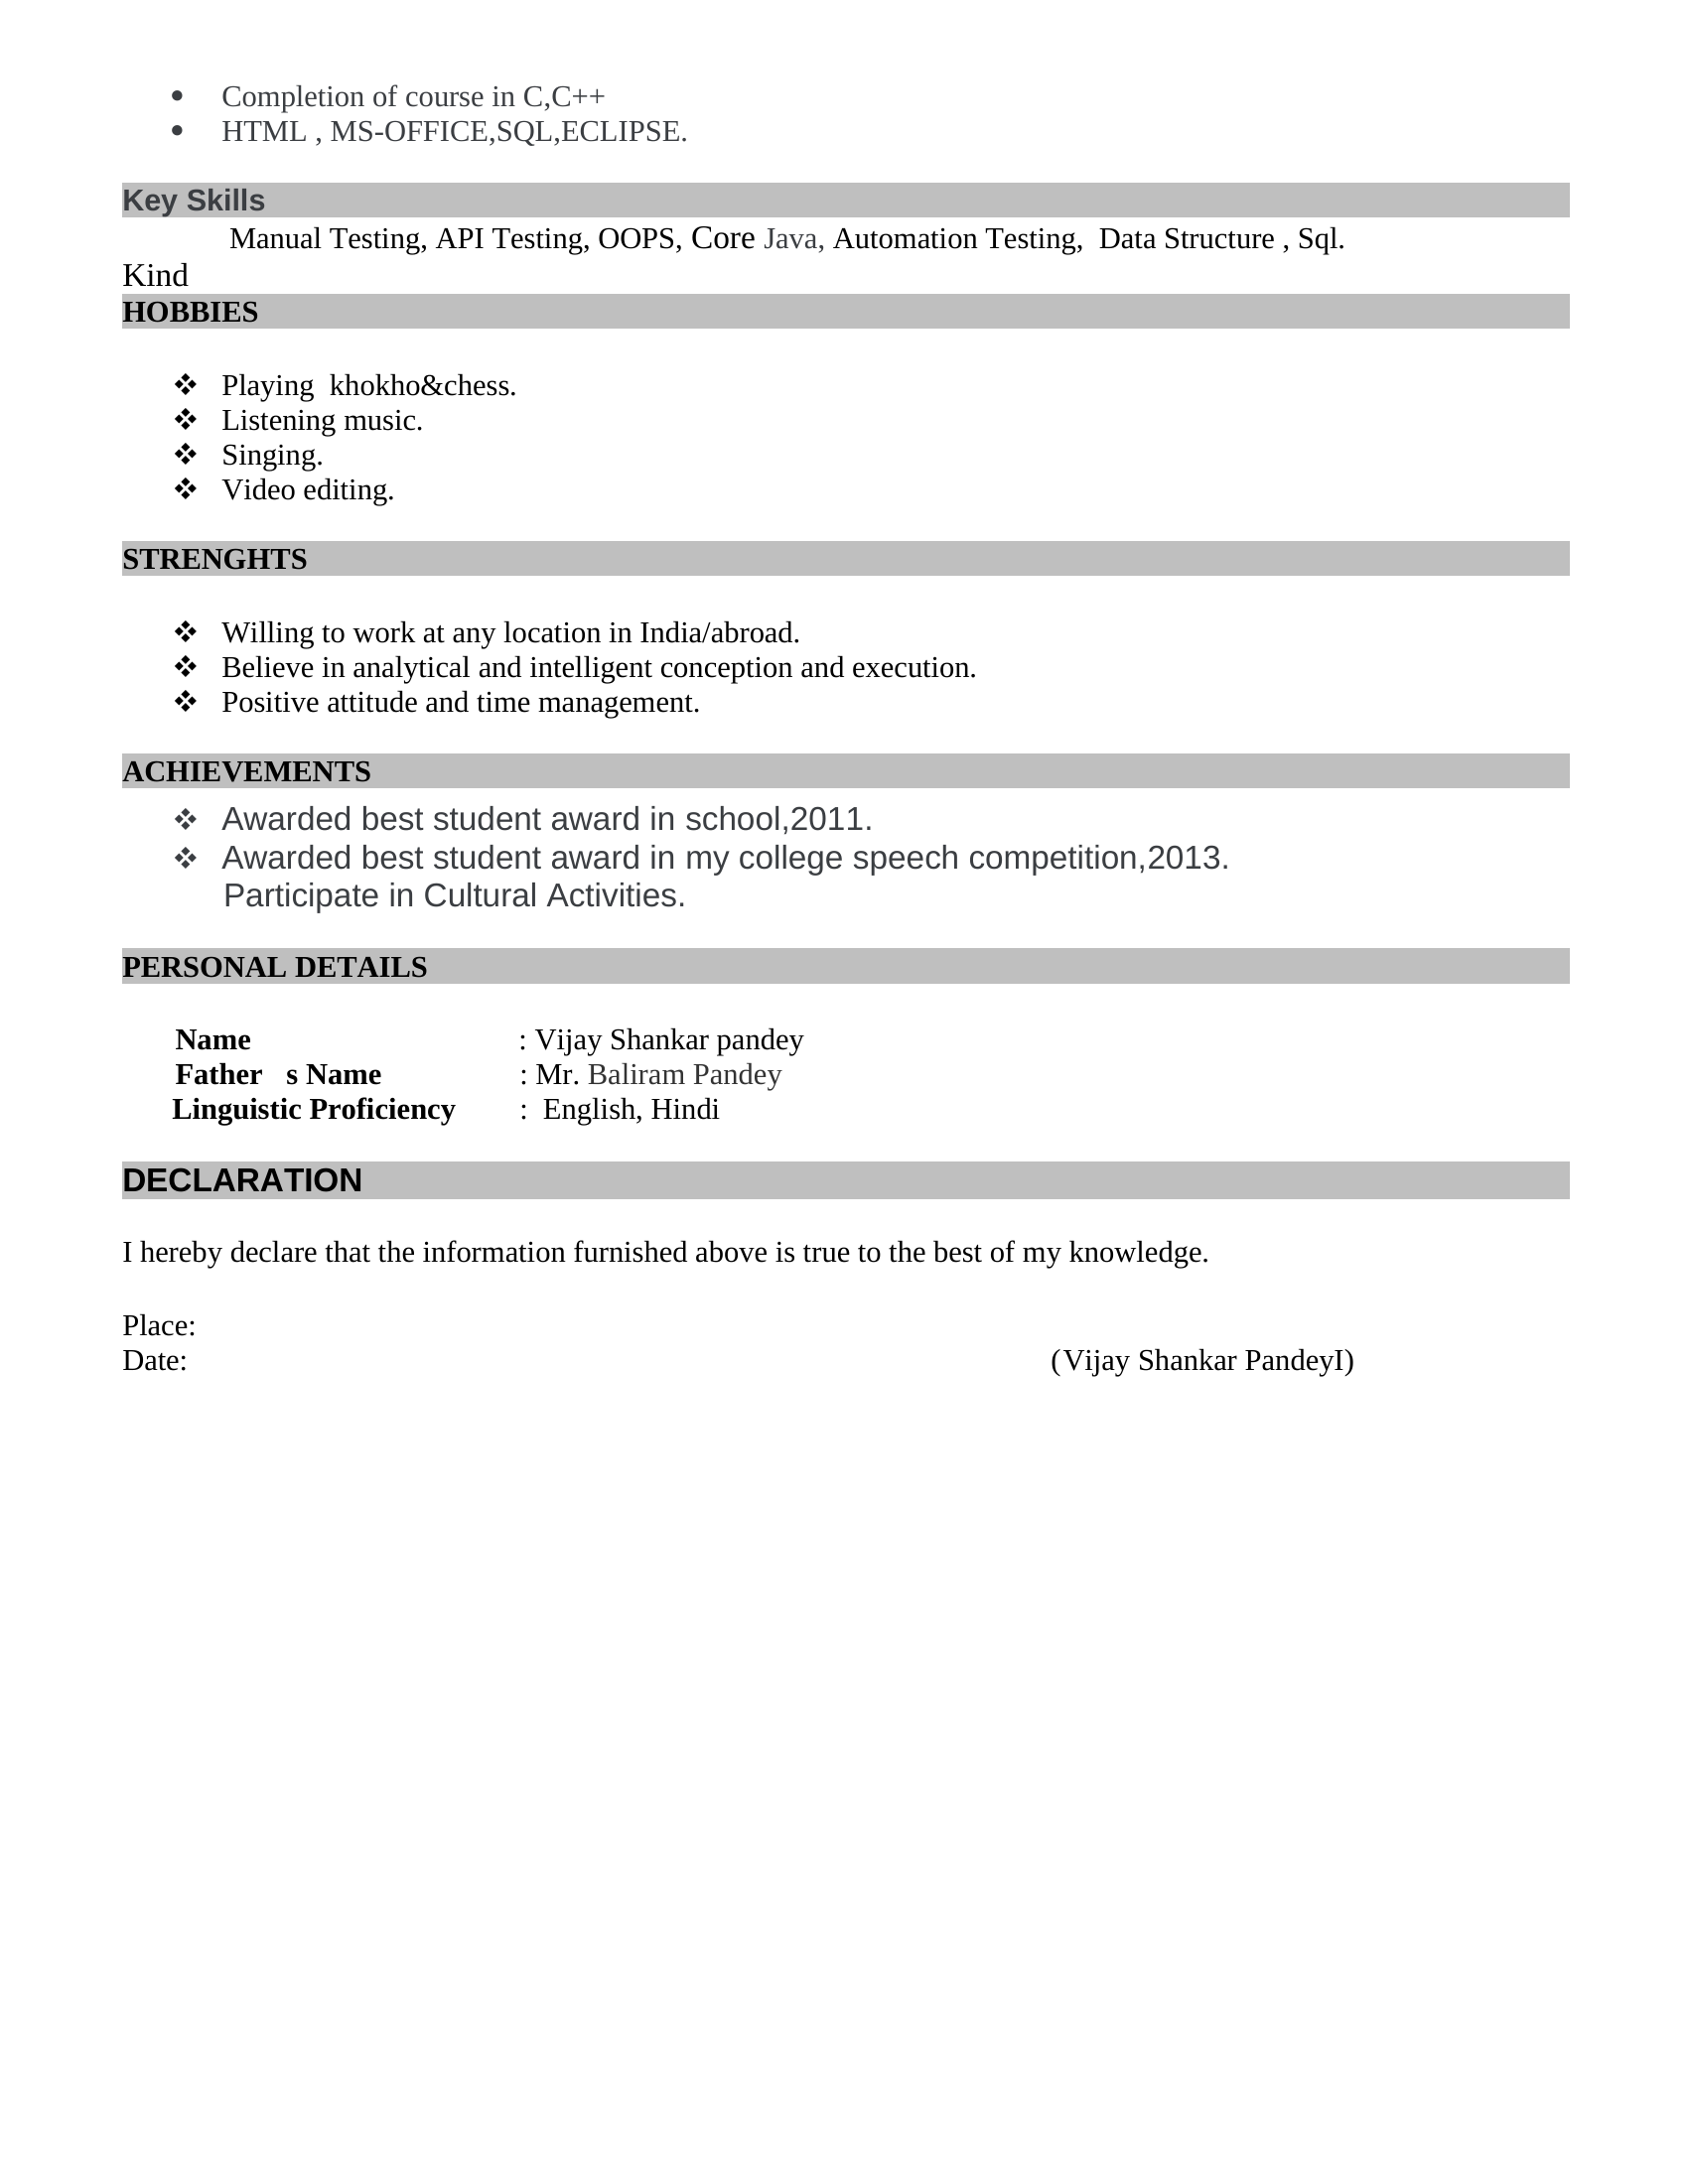 • Completion of course in C,C++
• HTML , MS-OFFICE,SQL,ECLIPSE.
Key Skills
Manual Testing, API Testing, OOPS, Core Java, Automation Testing,  Data Structure , Sql.
Kind
HOBBIES
❖ Playing  khokho&chess.
❖ Listening music.
❖ Singing.
❖ Video editing.
STRENGHTS
❖ Willing to work at any location in India/abroad.
❖ Believe in analytical and intelligent conception and execution.
❖ Positive attitude and time management.
ACHIEVEMENTS
❖ Awarded best student award in school,2011.
❖ Awarded best student award in my college speech competition,2013.
Participate in Cultural Activities.
PERSONAL DETAILS
Name : Vijay Shankar pandey
Father   s Name : Mr. Baliram Pandey
Linguistic Proficiency :  English, Hindi
DECLARATION
I hereby declare that the information furnished above is true to the best of my knowledge.
Place:
Date: (Vijay Shankar PandeyI)